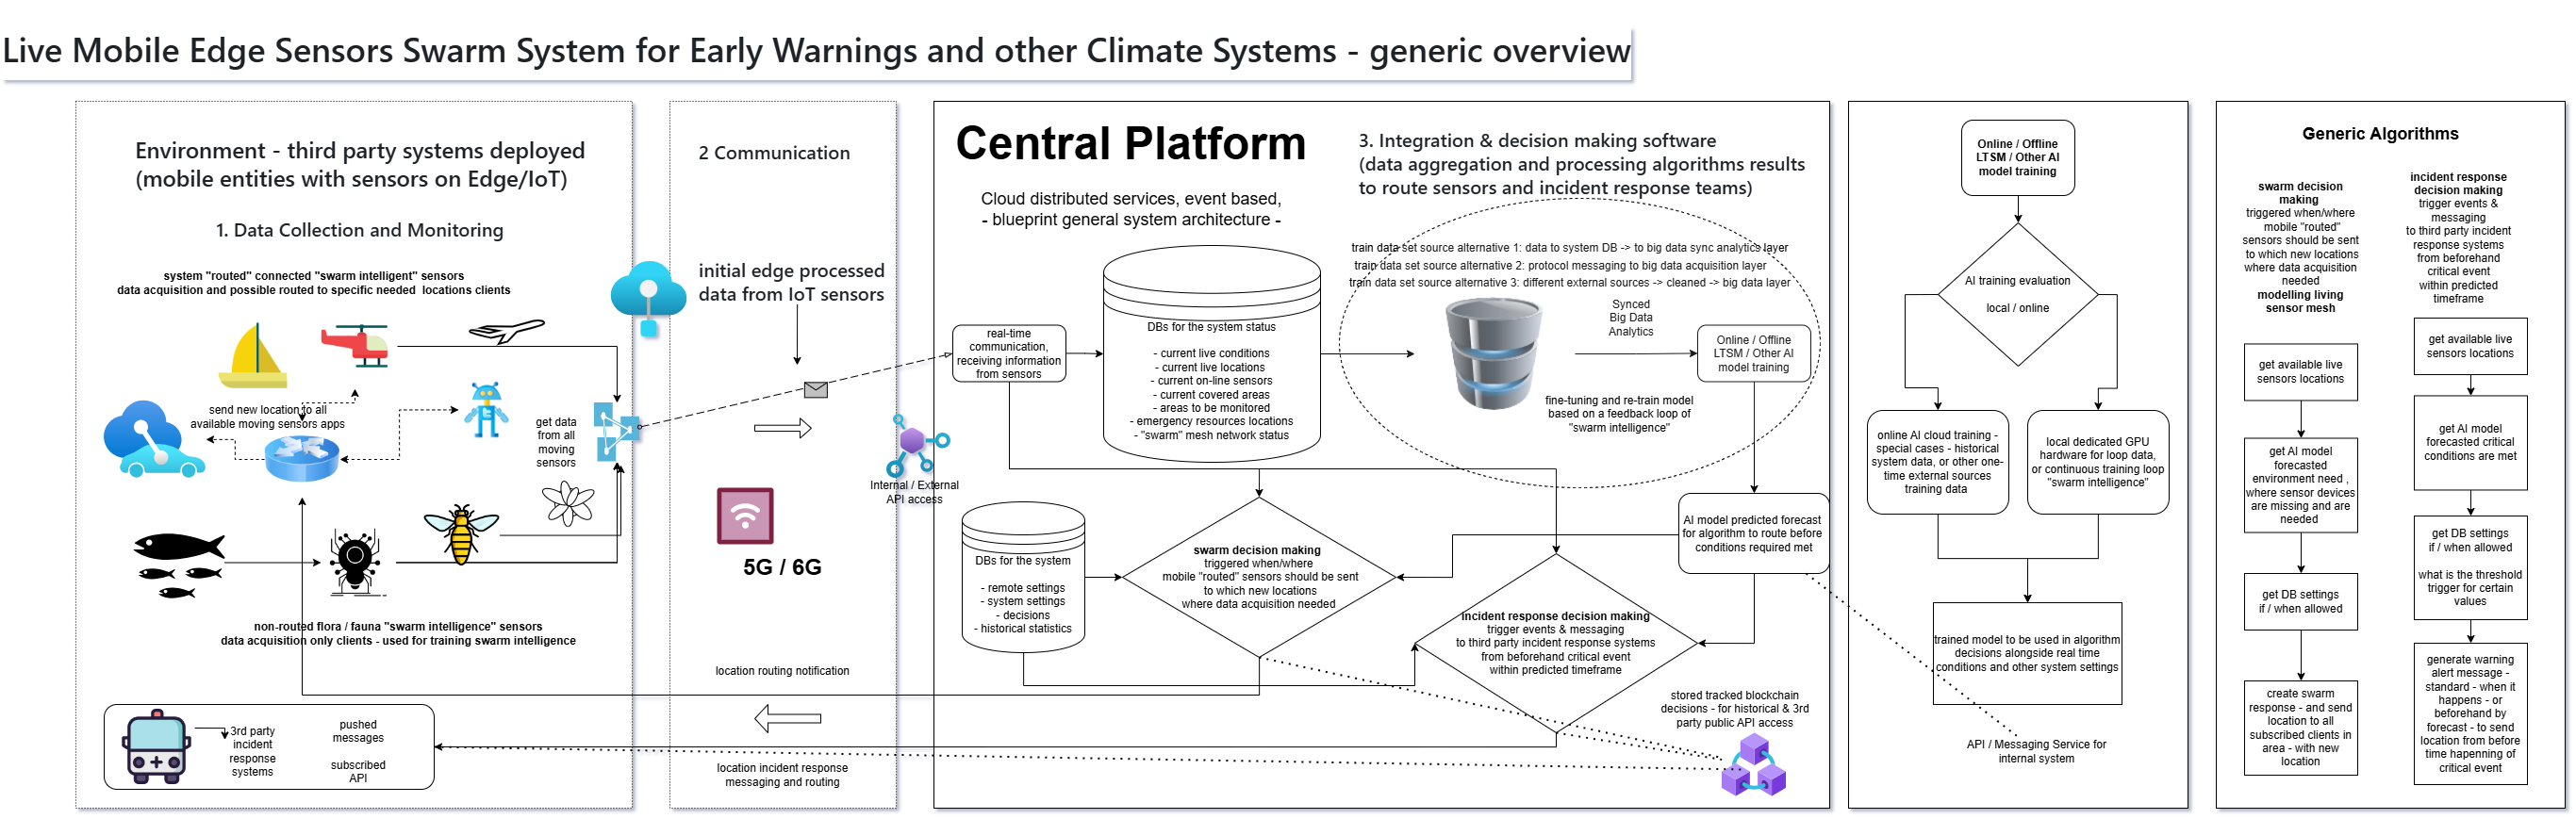 Live Mobile Edge Sensors Swarm System for Early Warnings and other Climate Systems - generic overview
Environment - third party systems deployed
(mobile entities with sensors on Edge/IoT)
1. Data Collection and Monitoring
system "routed" connected "swarm intelligent" sensors
data acquisition and possible routed to specific needed  locations clients
send new location to all
available moving sensors apps
get data
from all
moving
sensors
non-routed flora / fauna "swarm intelligence" sensors
data acquisition only clients - used for training swarm intelligence
3rd party
incident
response
systems
pushed
messages
subscribed
API
2 Communication
initial edge processed
data from IoT sensors
Internal / External
API access
5G / 6G
location routing notification
location incident response
messaging and routing
Central Platform
Cloud distributed services, event based,
- blueprint general system architecture -
3. Integration & decision making software
(data aggregation and processing algorithms results
to route sensors and incident response teams)
train data set source alternative 1: data to system DB -> to big data sync analytics layer
train data set source alternative 2: protocol messaging to big data acquisition layer
train data set source alternative 3: different external sources -> cleaned -> big data layer
real-time
communication,
receiving information
from sensors
DBs for the system status
- current live conditions
- current live locations
- current on-line sensors
- current covered areas
- areas to be monitored
- emergency resources locations
- "swarm" mesh network status
Synced
Big Data
Analytics
Online / Offline
LTSM / Other AI
model training
fine-tuning and re-train model
based on a feedback loop of
"swarm intelligence"
DBs for the system
- remote settings
- system settings
- decisions
- historical statistics
swarm decision making
triggered when/where
mobile "routed" sensors should be sent
to which new locations
where data acquisition needed
AI model predicted forecast
for algorithm to route before
conditions required met
incident response decision making
trigger events & messaging
to third party incident response systems
from beforehand critical event
within predicted timeframe
stored tracked blockchain
decisions - for historical & 3rd
party public API access
Online / Offline
LTSM / Other AI
model training
AI training evaluation
local / online
online AI cloud training -
special cases - historical
system data, or other one-
time external sources
training data
local dedicated GPU
hardware for loop data,
or continuous training loop
"swarm intelligence"
trained model to be used in algorithm
decisions alongside real time
conditions and other system settings
API / Messaging Service for
internal system
Generic Algorithms
swarm decision
making
triggered when/where
mobile "routed"
sensors should be sent
to which new locations
where data acquisition
needed
modelling living
sensor mesh
get available live
sensors locations
get AI model
forecasted
environment need ,
where sensor devices
are missing and are
needed
get DB settings
if / when allowed
create swarm
response - and send
location to all
subscribed clients in
area - with new
location
incident response
decision making
trigger events &
messaging
to third party incident
response systems
from beforehand
critical event
within predicted
timeframe
get available live
sensors locations
get AI model
forecasted critical
conditions are met
get DB settings
if / when allowed
what is the threshold
trigger for certain
values
generate warning
alert message -
standard - when it
happens - or
beforehand by
forecast - to send
location from before
time hapenning of
critical event